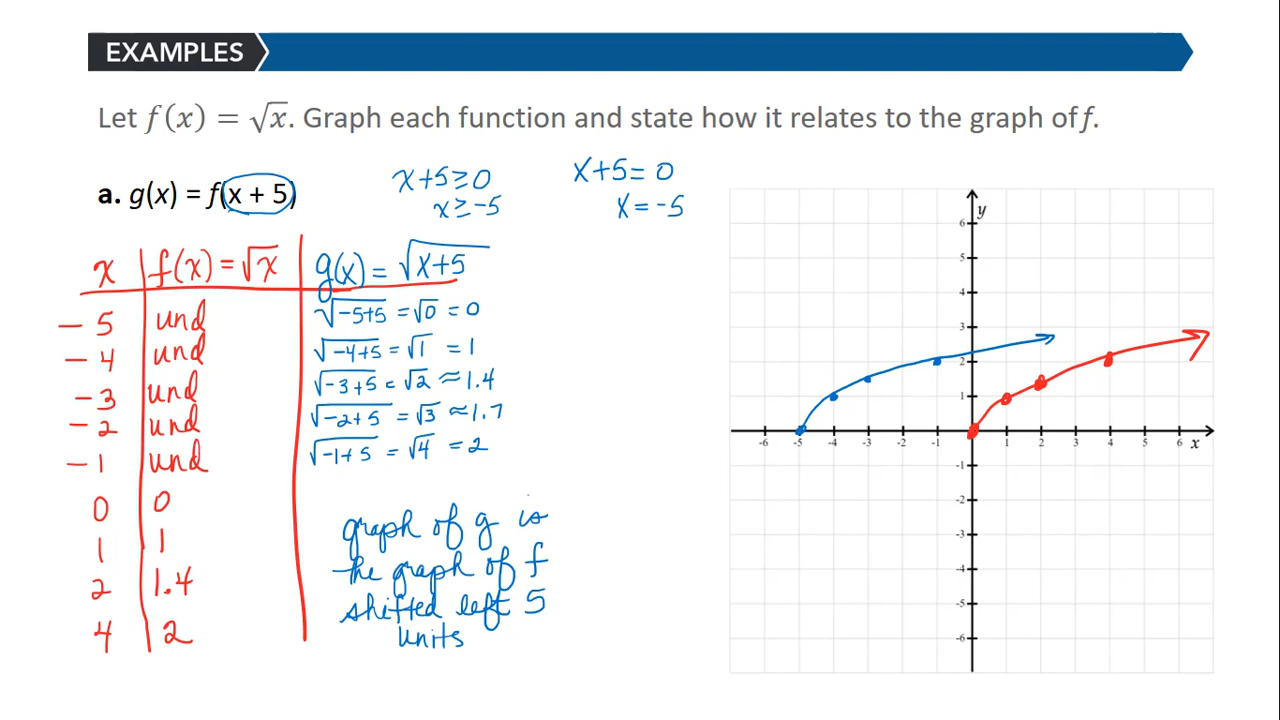 EXAMPLES
Let f(x) = √x. Graph each function and state how it relates to the graph of f.
a. g(x) = f(x + 5)
x+5≥0
x≥-5
x+5=0
x=-5
x f(x)=√x g(x)=√(x+5)
-5 und √(-5+5) =√0 =0
-4 und √(-4+5) =√1 =1
-3 und √(-3+5) =√2 ≈1.4
-2 und √(-2+5) =√3 ≈1.7
-1 und √(-1+5) =√4 =2
0 0
1 1
2 1.4
4 2
graph of g is
the graph of f
shifted left 5
units
y
6
5
4
3
2
1
-6 -5 -4 -3 -2 -1 1 2 3 4 5 6 x
-1
-2
-3
-4
-5
-6